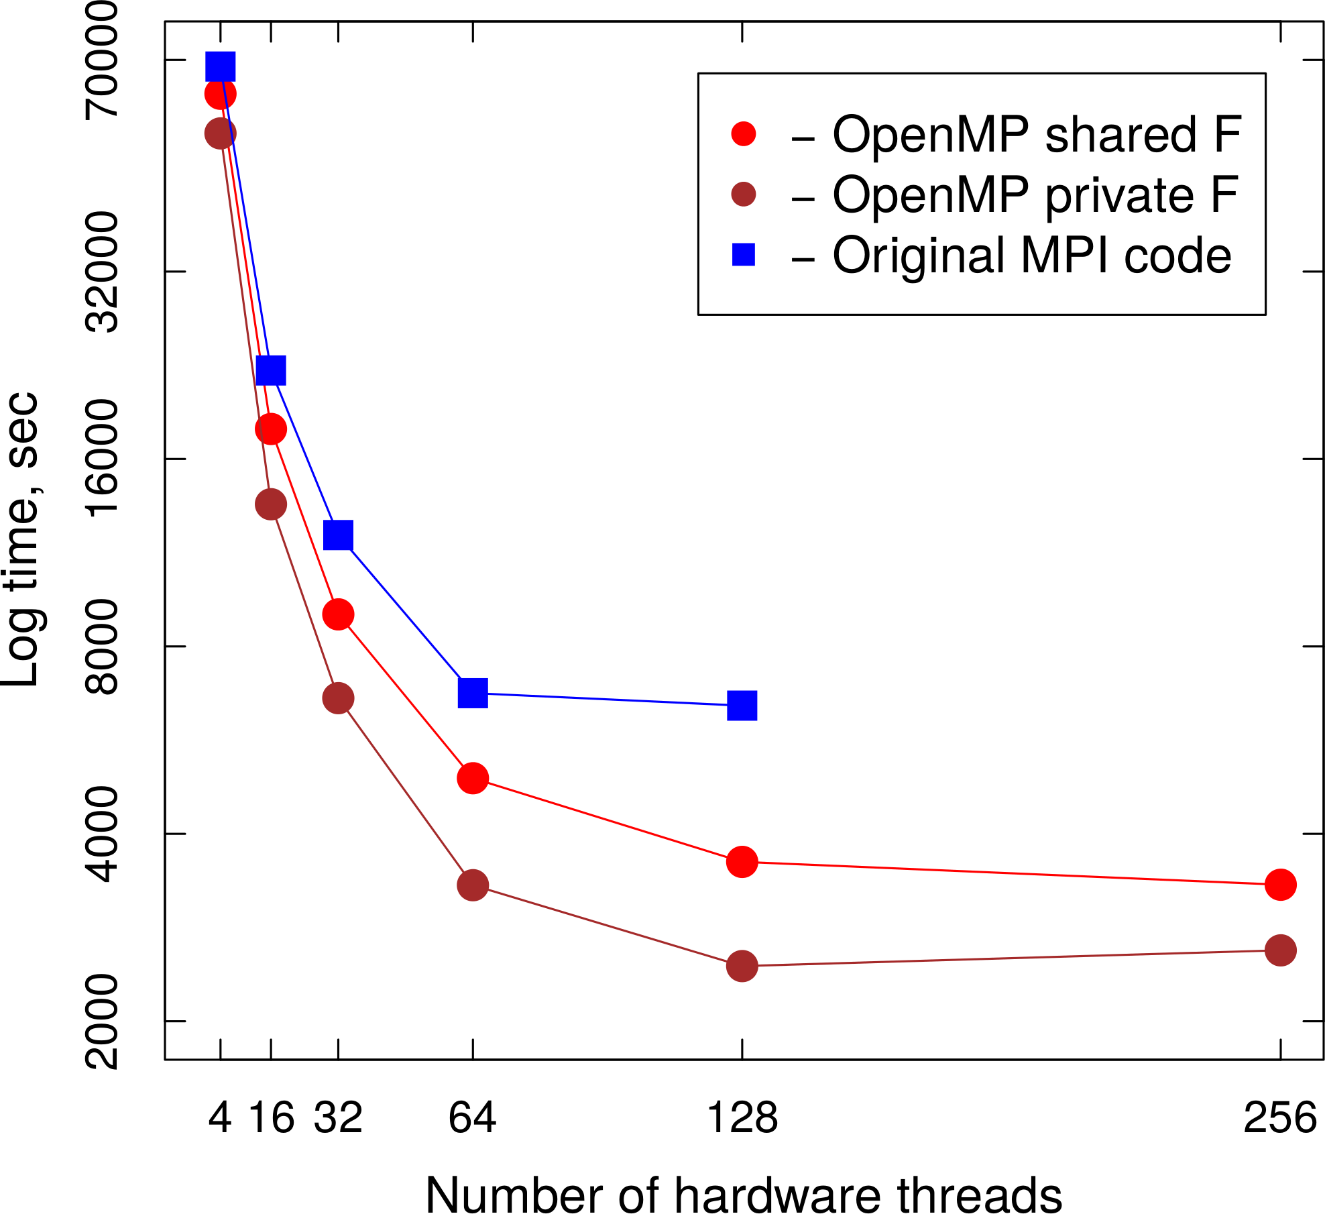 70000
32000
16000
8000
4000
2000
Log time, sec
– OpenMP shared F
– OpenMP private F
– Original MPI code
4 16 32 64 128 256
Number of hardware threads